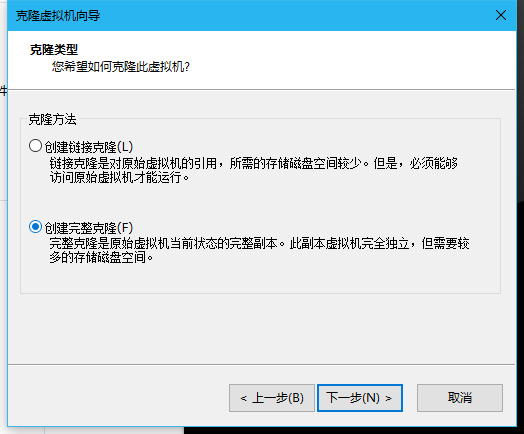 克隆虚拟机向导
克隆类型
您希望如何克隆此虚拟机?
件
克隆方法
创建链接克隆(L)
链接克隆是对原始虚拟机的引用，所需的存储磁盘空间较少。但是，必须能够
访问原始虚拟机才能运行。
创建完整克隆(F)
完整克隆是原始虚拟机当前状态的完整副本。此副本虚拟机完全独立，但需要较
多的存储磁盘空间。
< 上一步(B)
下一步(N) >
取消